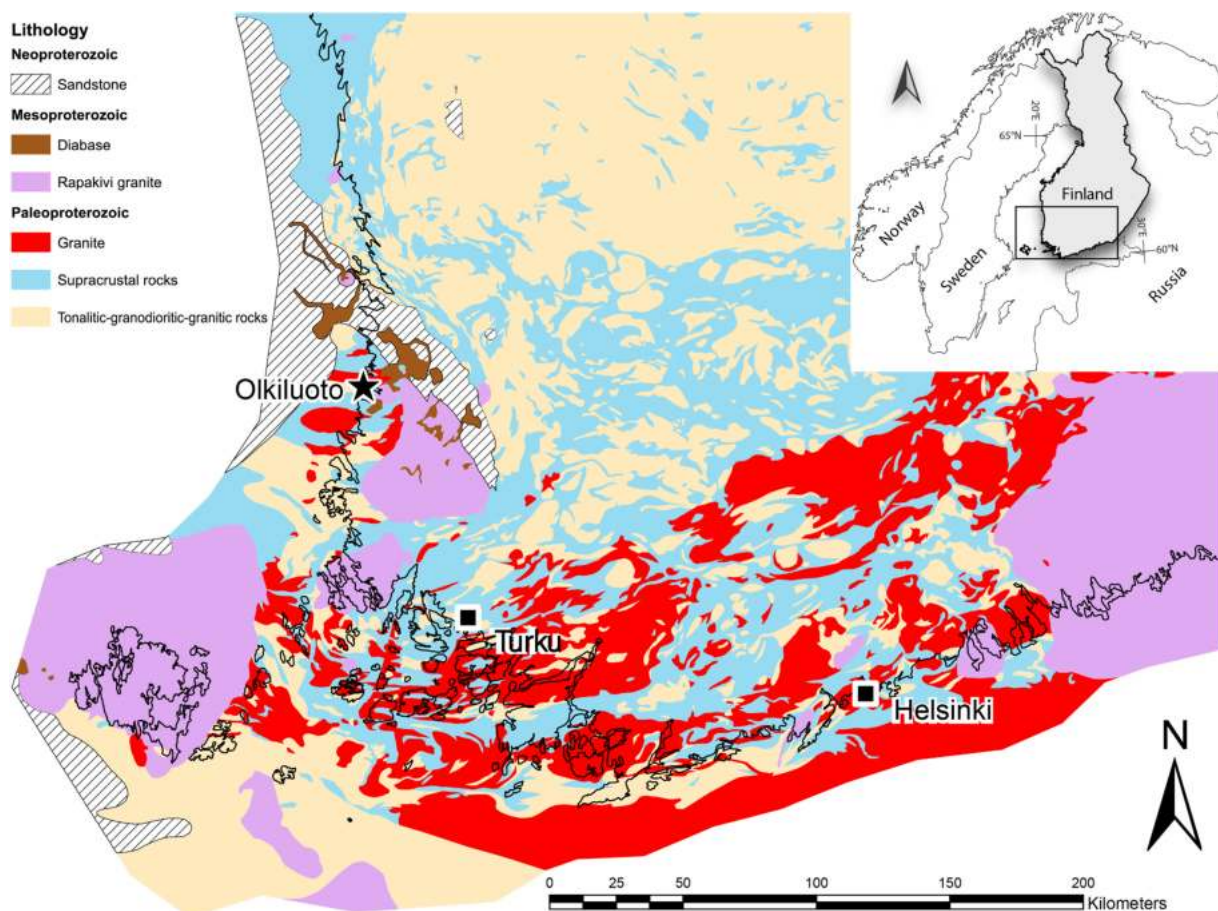 Lithology
Neoproterozoic
Sandstone
Mesoproterozoic
Diabase
Rapakivi granite
Paleoproterozoic
Granite
Supracrustal rocks
Tonalitic-granodioritic-granitic rocks
20°E
65°N
Finland
Norway
Sweden
30°E
60°N
Russia
Olkiluoto
Turku
Helsinki
N
0 25 50 100 150 200
Kilometers